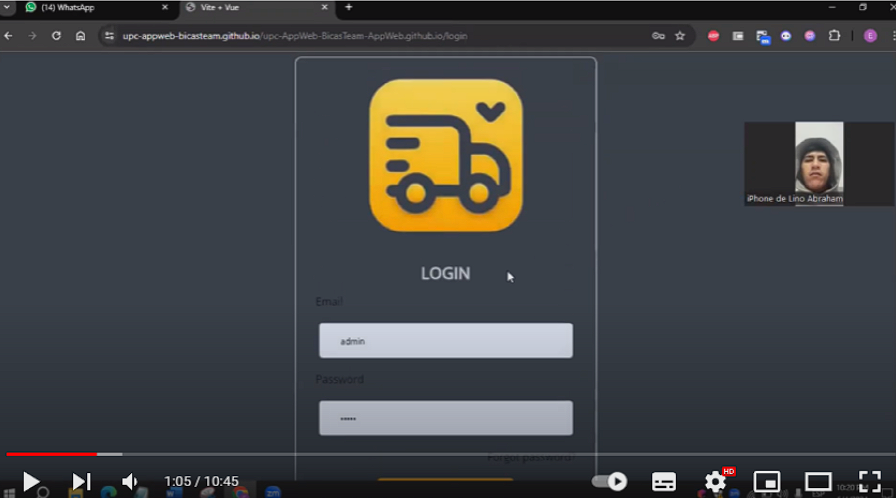 (14) WhatsApp
Vite + Vue
upc-appweb-bicasteam.github.io/upc-AppWeb-BicasTeam-AppWeb.github.io/login
E
iPhone de Lino Abraham
LOGIN
Email
admin
Password
•••••
Forgot password?
1:05 / 10:45
HD